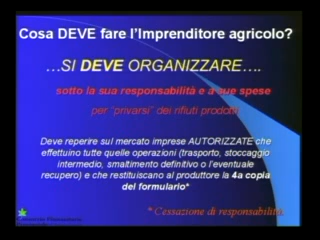 Cosa DEVE fare l'Imprenditore agricolo?
…SI DEVE ORGANIZZARE….
sotto la sua responsabilità e a sue spese
per "privarsi" dei rifiuti prodotti
Deve reperire sul mercato imprese AUTORIZZATE che
effettuino tutte quelle operazioni (trasporto, stoccaggio
intermedio, smaltimento definitivo o l'eventuale
recupero) e che restituiscano al produttore la 4a copia
del formulario*
* Cessazione di responsabilità